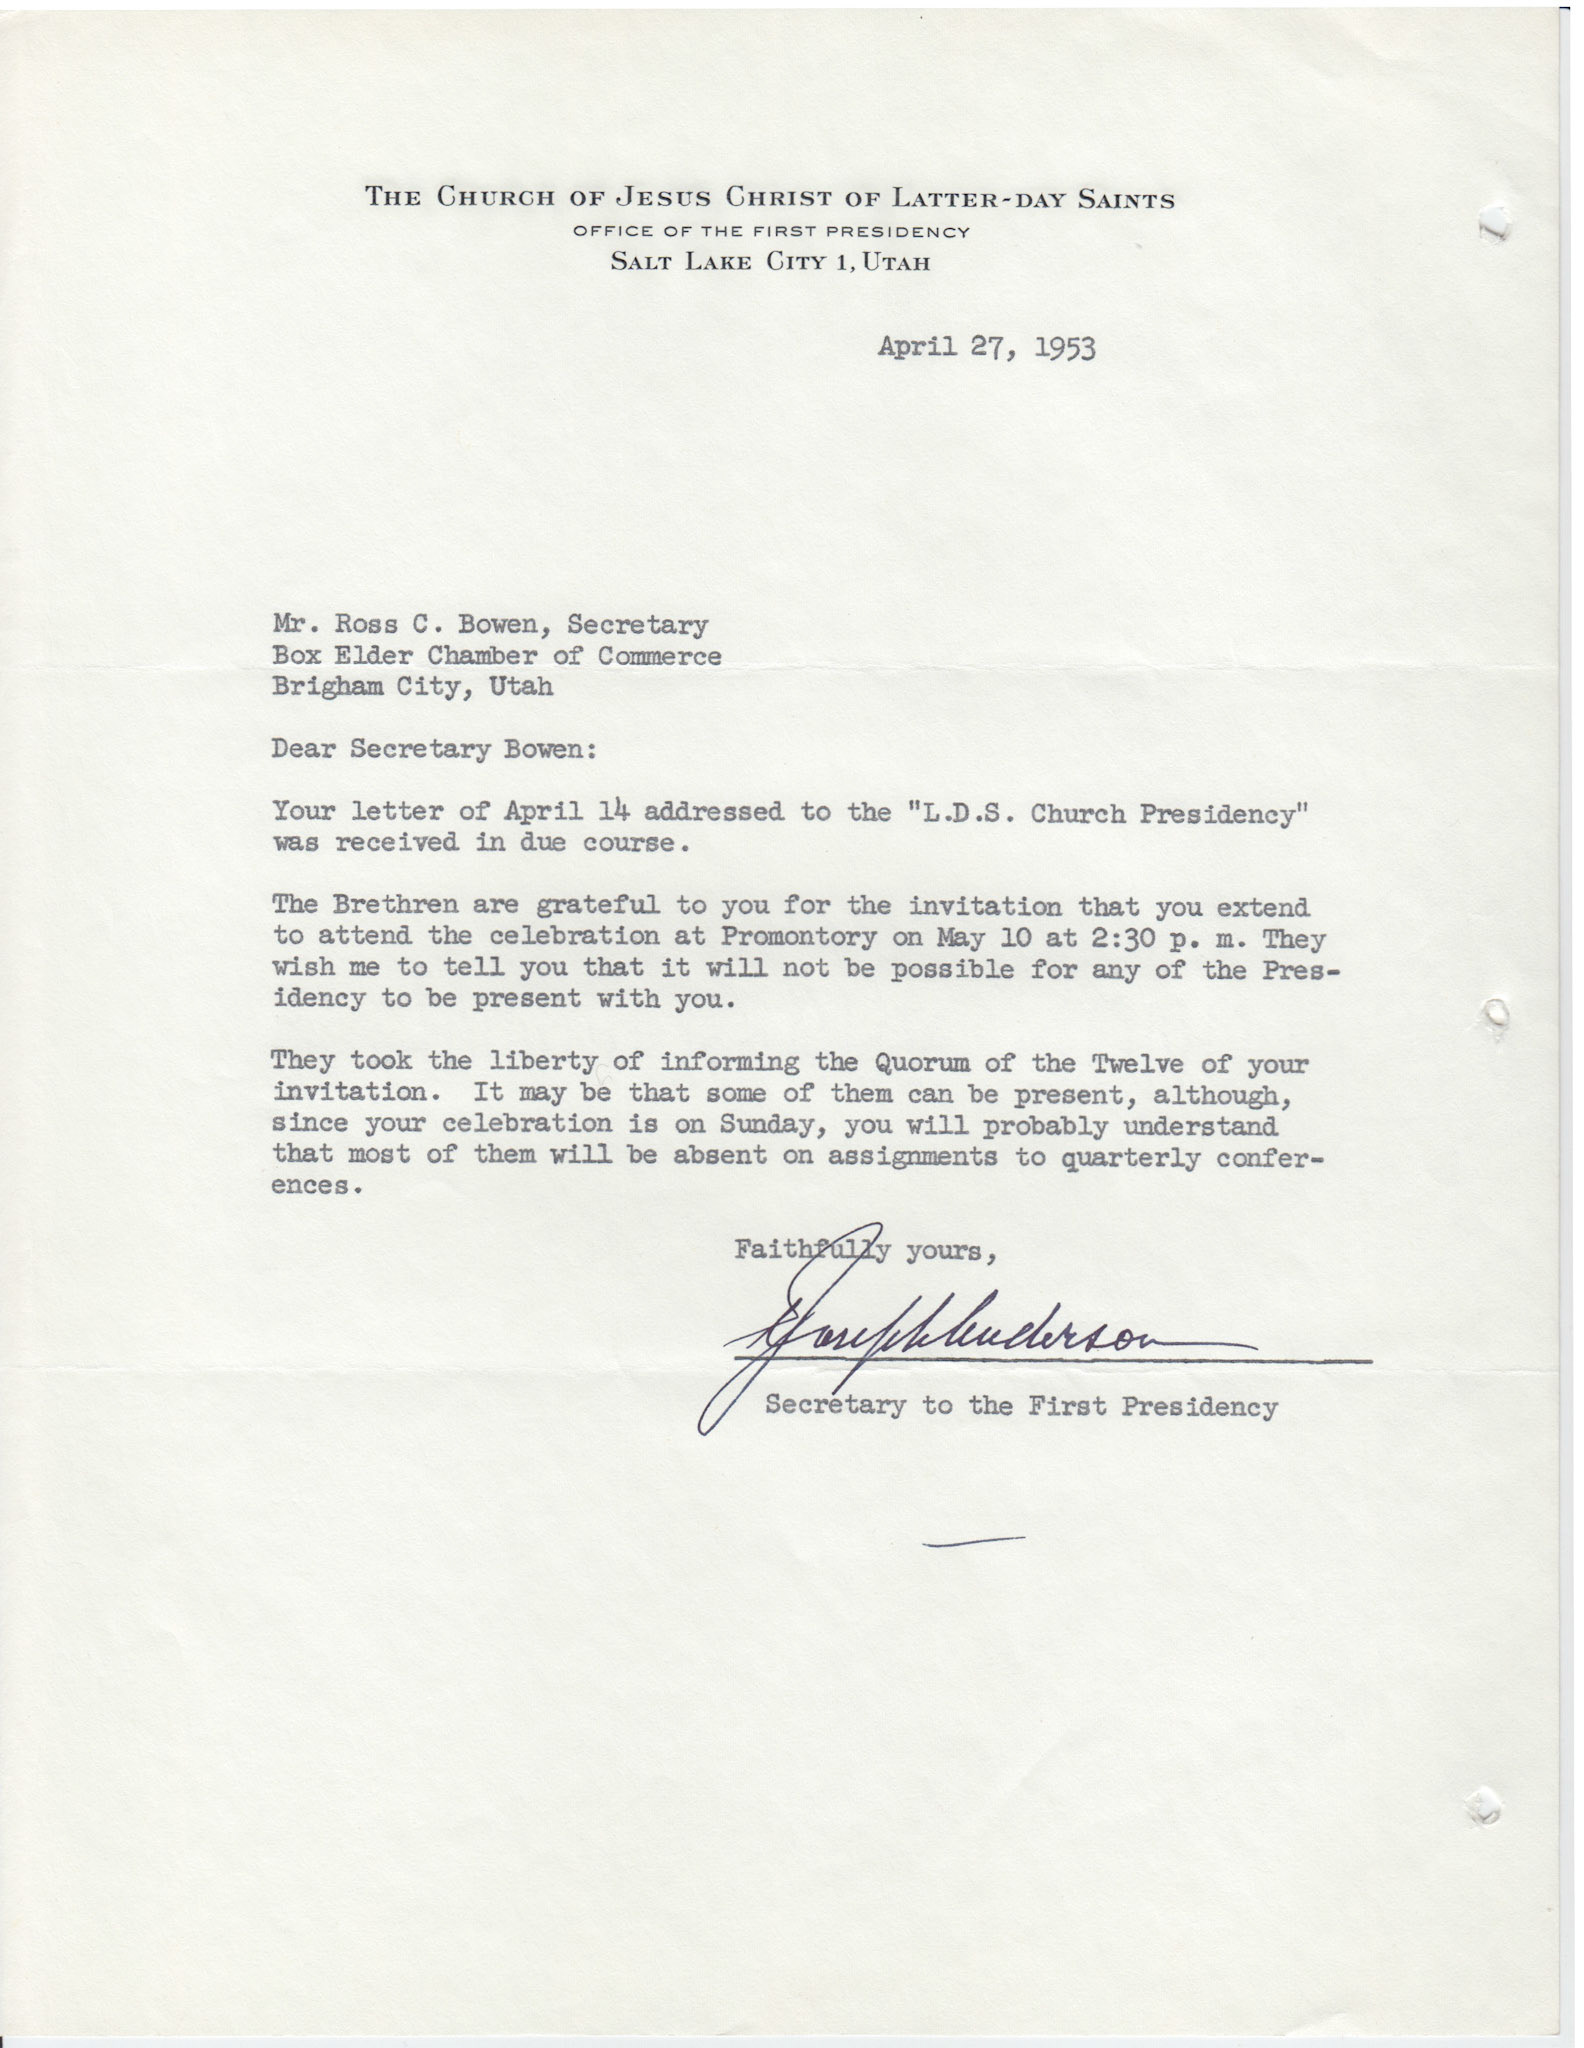 THE CHURCH OF JESUS CHRIST OF LATTER-DAY SAINTS
OFFICE OF THE FIRST PRESIDENCY
SALT LAKE CITY 1, UTAH
April 27, 1953
Mr. Ross C. Bowen, Secretary
Box Elder Chamber of Commerce
Brigham City, Utah
Dear Secretary Bowen:
Your letter of April 14 addressed to the "L.D.S. Church Presidency"
was received in due course.
The Brethren are grateful to you for the invitation that you extend
to attend the celebration at Promontory on May 10 at 2:30 p. m. They
wish me to tell you that it will not be possible for any of the Pres-
idency to be present with you.
They took the liberty of informing the Quorum of the Twelve of your
invitation. It may be that some of them can be present, although,
since your celebration is on Sunday, you will probably understand
that most of them will be absent on assignments to quarterly confer-
ences.
Faithfully yours,
Joseph Anderson
Secretary to the First Presidency